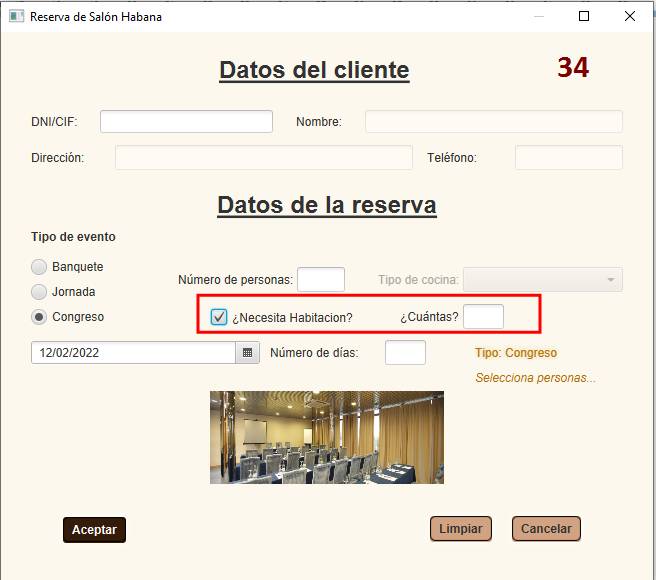 Reserva de Salón Habana
Datos del cliente
34
DNI/CIF:
Nombre:
Dirección:
Teléfono:
Datos de la reserva
Tipo de evento
Banquete
Jornada
Congreso
Número de personas:
Tipo de cocina:
¿Necesita Habitacion?
¿Cuántas?
12/02/2022
Número de días:
Tipo: Congreso
Selecciona personas...
Aceptar
Limpiar
Cancelar